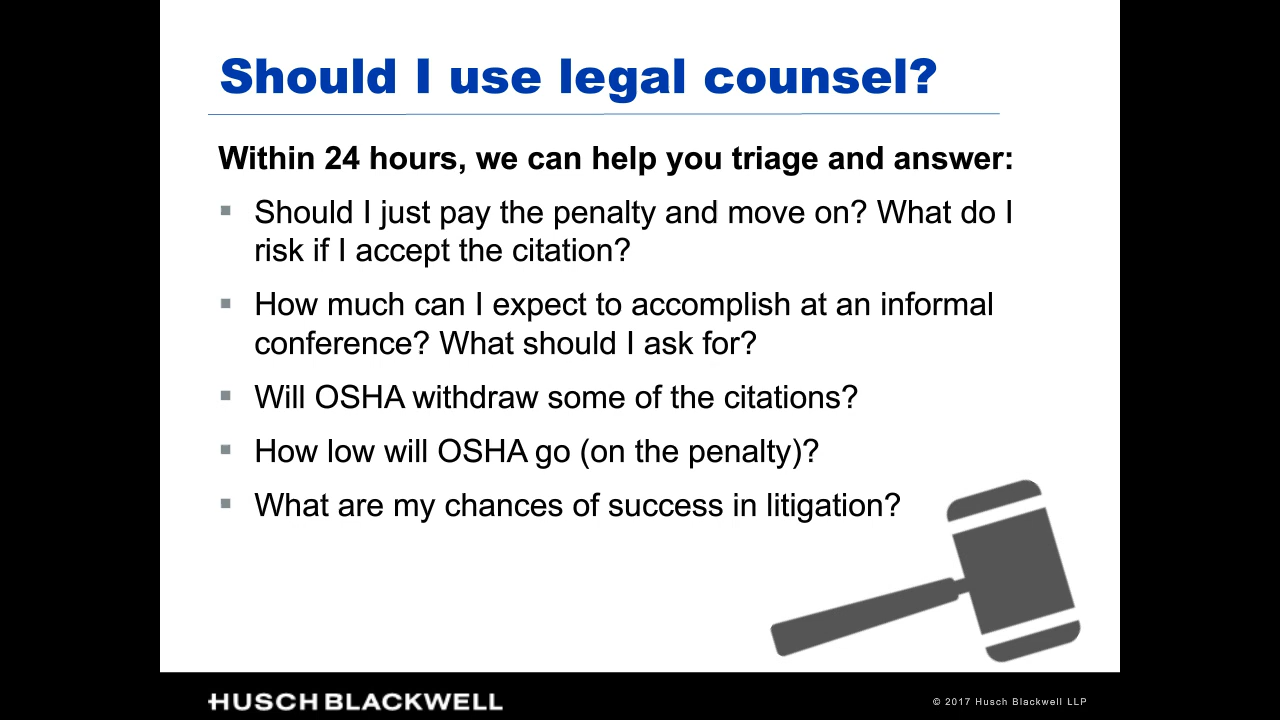 Should I use legal counsel?
Within 24 hours, we can help you triage and answer:
▪ Should I just pay the penalty and move on? What do I
risk if I accept the citation?
▪ How much can I expect to accomplish at an informal
conference? What should I ask for?
▪ Will OSHA withdraw some of the citations?
▪ How low will OSHA go (on the penalty)?
▪ What are my chances of success in litigation?
HUSCH BLACKWELL
© 2017 Husch Blackwell LLP